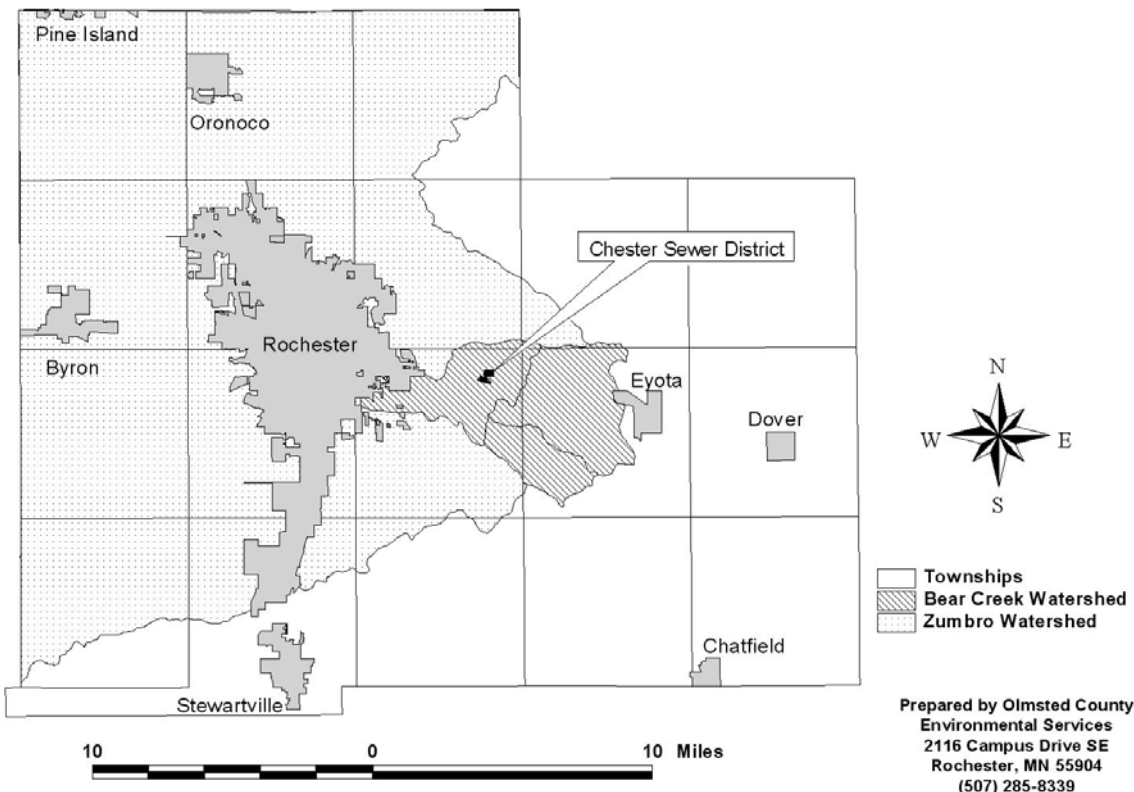 Pine Island
Oronoco
Chester Sewer District
Rochester
Byron
Eyota
Dover
N
W E
S
Townships
Bear Creek Watershed
Zumbro Watershed
Chatfield
Stewartville
10 0 10 Miles
Prepared by Olmsted County
Environmental Services
2116 Campus Drive SE
Rochester, MN 55904
(507) 285-8339